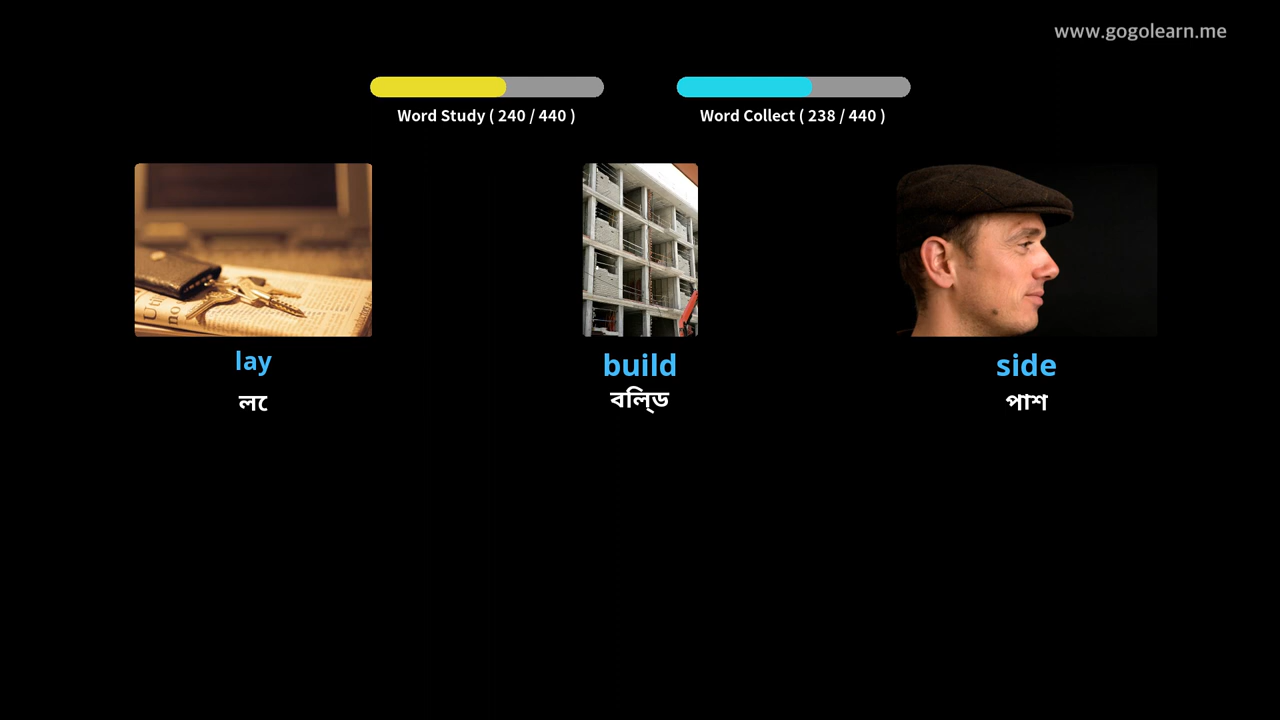 www.gogolearn.me
Word Study ( 240 / 440 )
Word Collect ( 238 / 440 )
lay
build
side
লে
বিল্ড
পাশ